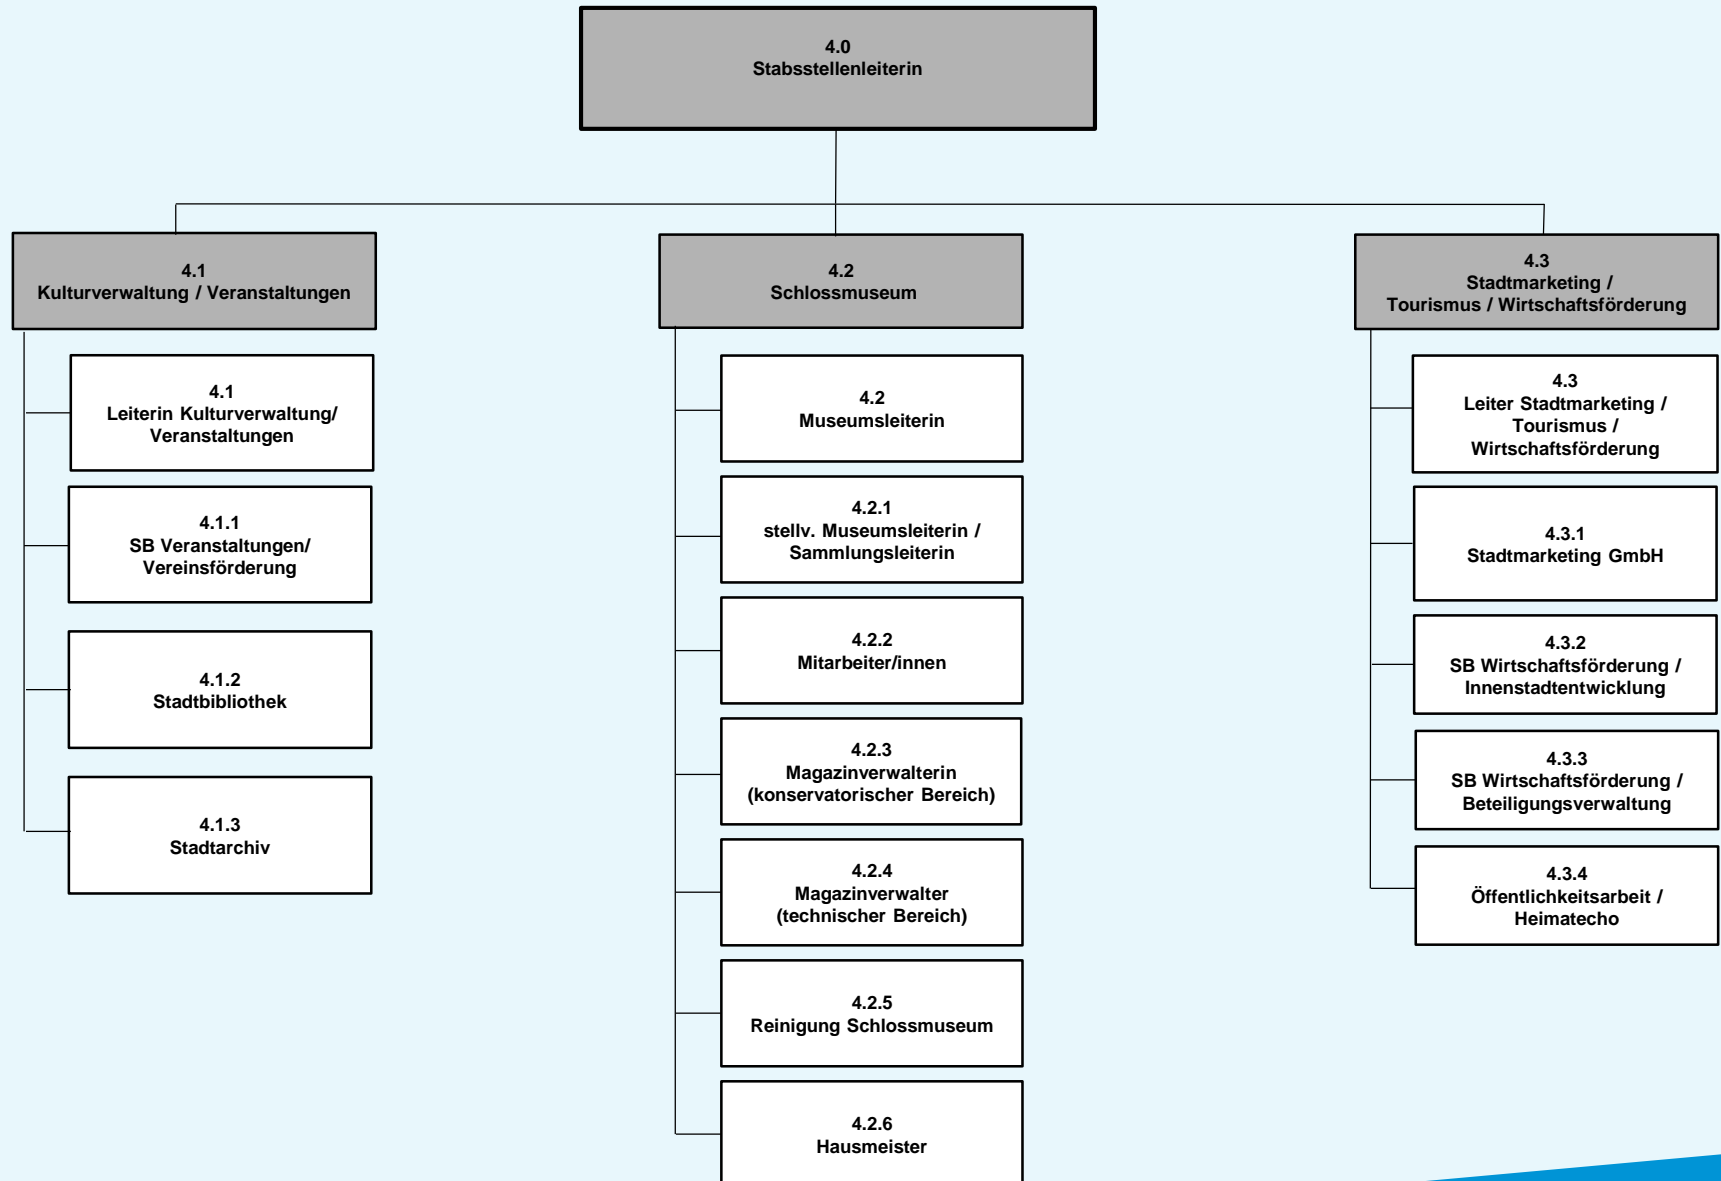 4.0
Stabsstellenleiterin
4.1
Kulturverwaltung / Veranstaltungen
4.1
Leiterin Kulturverwaltung/
Veranstaltungen
4.1.1
SB Veranstaltungen/
Vereinsförderung
4.1.2
Stadtbibliothek
4.1.3
Stadtarchiv
4.2
Schlossmuseum
4.2
Museumsleiterin
4.2.1
stellv. Museumsleiterin /
Sammlungsleiterin
4.2.2
Mitarbeiter/innen
4.2.3
Magazinverwalterin
(konservatorischer Bereich)
4.2.4
Magazinverwalter
(technischer Bereich)
4.2.5
Reinigung Schlossmuseum
4.2.6
Hausmeister
4.3
Stadtmarketing /
Tourismus / Wirtschaftsförderung
4.3
Leiter Stadtmarketing /
Tourismus /
Wirtschaftsförderung
4.3.1
Stadtmarketing GmbH
4.3.2
SB Wirtschaftsförderung /
Innenstadtentwicklung
4.3.3
SB Wirtschaftsförderung /
Beteiligungsverwaltung
4.3.4
Öffentlichkeitsarbeit /
Heimatecho